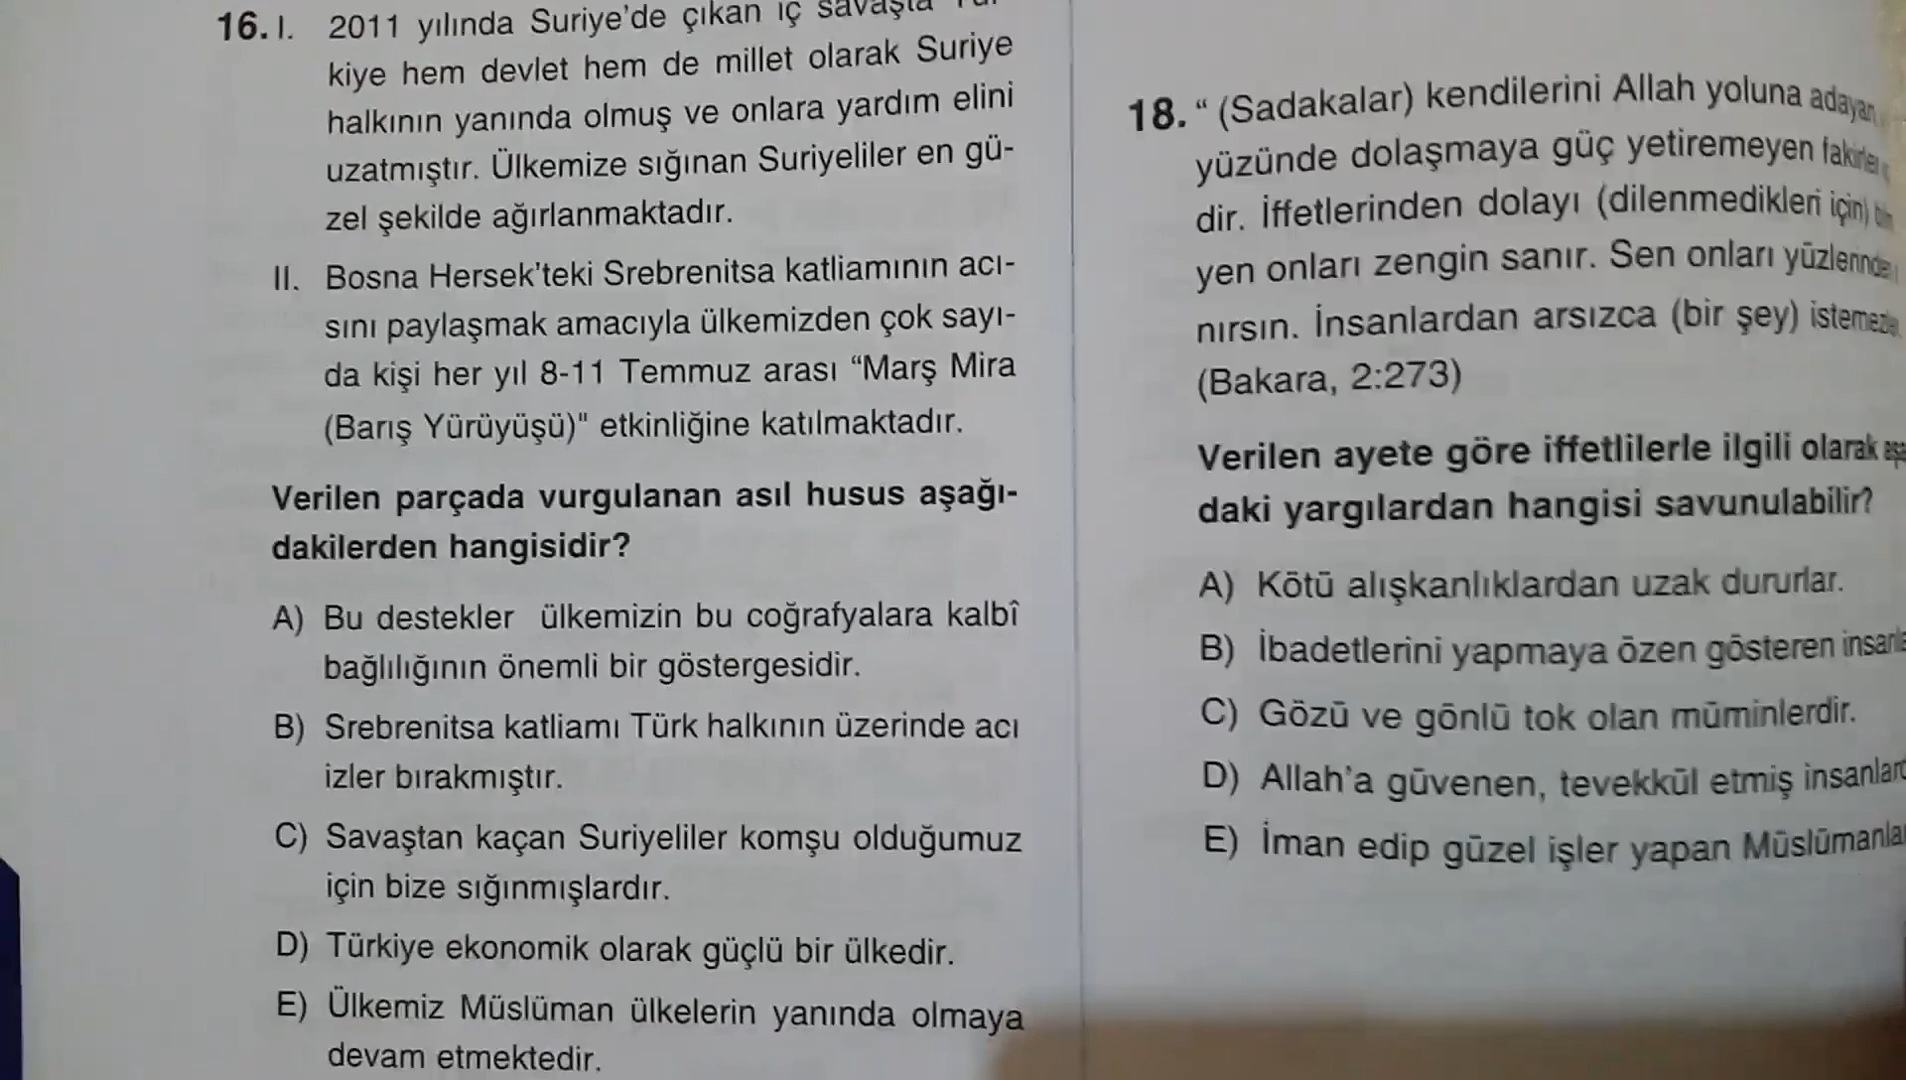 16. I. 2011 yılında Suriye'de çıkan iç savaşta
kiye hem devlet hem de millet olarak Suriye
halkının yanında olmuş ve onlara yardım elini
uzatmıştır. Ülkemize sığınan Suriyeliler en gü-
zel şekilde ağırlanmaktadır.
II. Bosna Hersek'teki Srebrenitsa katliamının acı-
sını paylaşmak amacıyla ülkemizden çok sayı-
da kişi her yıl 8-11 Temmuz arası “Marş Mira
(Barış Yürüyüşü)" etkinliğine katılmaktadır.
Verilen parçada vurgulanan asıl husus aşağı-
dakilerden hangisidir?
A) Bu destekler ülkemizin bu coğrafyalara kalbî
bağlılığının önemli bir göstergesidir.
B) Srebrenitsa katliamı Türk halkının üzerinde acı
izler bırakmıştır.
C) Savaştan kaçan Suriyeliler komşu olduğumuz
için bize sığınmışlardır.
D) Türkiye ekonomik olarak güçlü bir ülkedir.
E) Ülkemiz Müslüman ülkelerin yanında olmaya
devam etmektedir.
18. “ (Sadakalar) kendilerini Allah yoluna adayan
yüzünde dolaşmaya güç yetiremeyen
dir. İffetlerinden dolayı (dilenmedikleri için)
yen onları zengin sanır. Sen onları
nırsın. İnsanlardan arsızca (bir şey)
(Bakara, 2:273)
Verilen ayete göre iffetlilerle ilgili olarak
daki yargılardan hangisi savunulabilir?
A) Kötü alışkanlıklardan uzak dururlar.
B) İbadetlerini yapmaya özen gösteren
C) Gözü ve gönlü tok olan müminlerdir.
D) Allah'a güvenen, tevekkül etmiş
E) İman edip güzel işler yapan